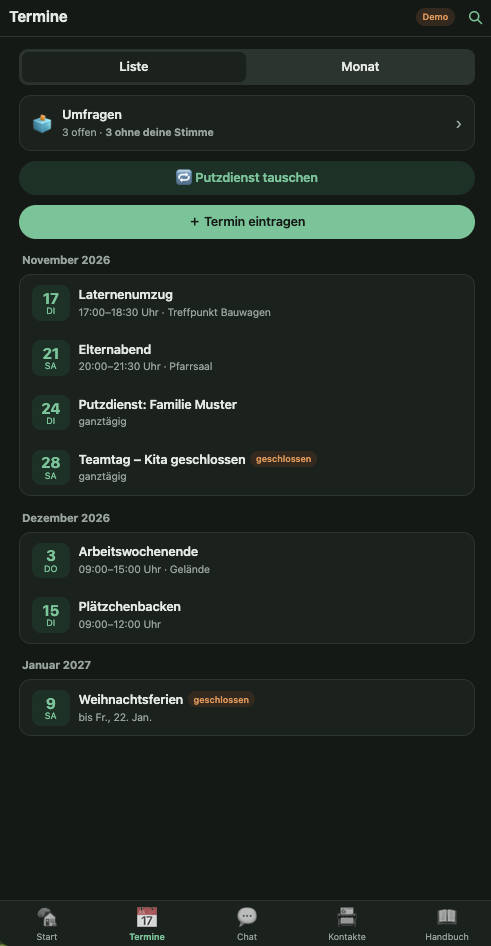 Termine
Demo
Liste
Monat
Umfragen
3 offen · 3 ohne deine Stimme
Putzdienst tauschen
+ Termin eintragen
November 2026
17
DI
Laternenumzug
17:00–18:30 Uhr · Treffpunkt Bauwagen
21
SA
Elternabend
20:00–21:30 Uhr · Pfarrsaal
24
DI
Putzdienst: Familie Muster
ganztägig
28
SA
Teamtag – Kita geschlossen
geschlossen
ganztägig
Dezember 2026
3
DO
Arbeitswochenende
09:00–15:00 Uhr · Gelände
15
DI
Plätzchenbacken
09:00–12:00 Uhr
Januar 2027
9
SA
Weihnachtsferien
geschlossen
bis Fr., 22. Jan.
17
Start
Termine
Chat
Kontakte
Handbuch